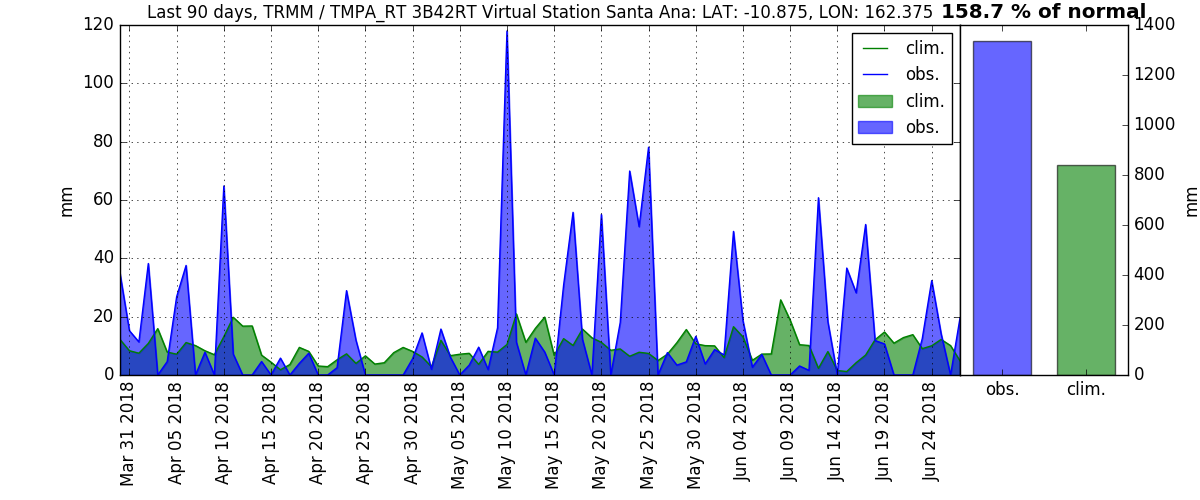 Last 90 days, TRMM / TMPA_RT 3B42RT Virtual Station Santa Ana: LAT: -10.875, LON: 162.375 158.7 % of normal
clim.
obs.
clim.
obs.
mm
120
100
80
60
40
20
0
Mar 31 2018
Apr 05 2018
Apr 10 2018
Apr 15 2018
Apr 20 2018
Apr 25 2018
Apr 30 2018
May 05 2018
May 10 2018
May 15 2018
May 20 2018
May 25 2018
May 30 2018
Jun 04 2018
Jun 09 2018
Jun 14 2018
Jun 19 2018
Jun 24 2018
1400
1200
1000
800
600
400
200
0
mm
obs.
clim.